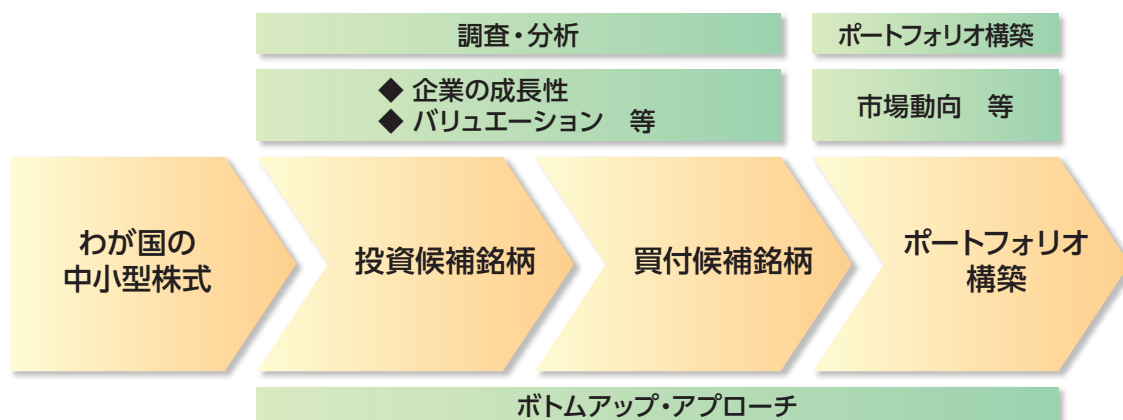 調査・分析
ポートフォリオ構築
◆ 企業の成長性
◆ バリュエーション　等
市場動向　等
わが国の
中小型株式
投資候補銘柄
買付候補銘柄
ポートフォリオ
構築
ボトムアップ・アプローチ